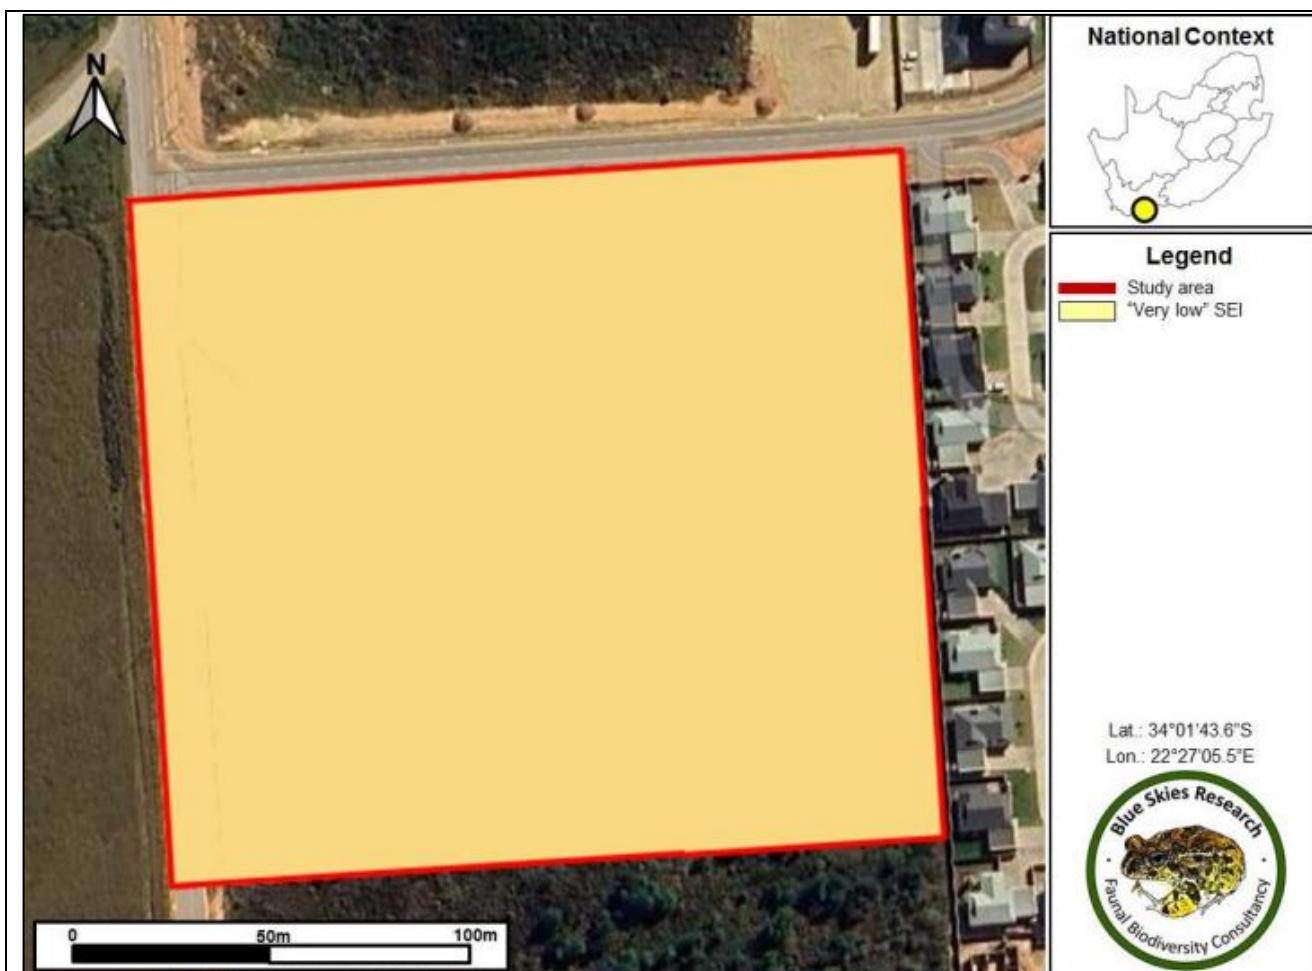 N
National Context
Legend
Study area
"Very low" SEI
Lat.: 34°01'43.6"S
Lon.: 22°27'05.5"E
Blue Skies Research
Faunal Biodiversity Consultancy
0 50m 100m